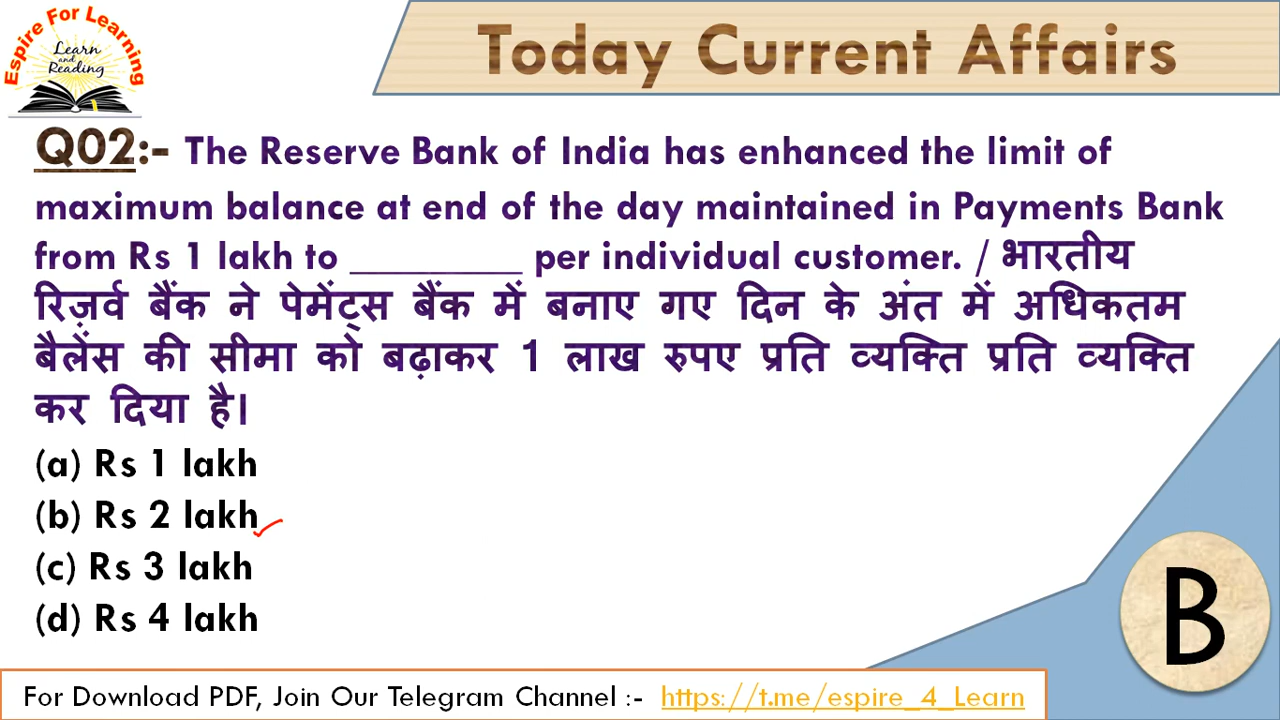 Espire For Learning
Learn
and
Reading
Today Current Affairs
Q02:- The Reserve Bank of India has enhanced the limit of
maximum balance at end of the day maintained in Payments Bank
from Rs 1 lakh to _________ per individual customer. / भारतीय
रिज़र्व बैंक ने पेमेंट्स बैंक में बनाए गए दिन के अंत में अधिकतम
बैलेंस की सीमा को बढ़ाकर 1 लाख रुपए प्रति व्यक्ति प्रति व्यक्ति
कर दिया है।
(a) Rs 1 lakh
(b) Rs 2 lakh
(c) Rs 3 lakh
(d) Rs 4 lakh
B
For Download PDF, Join Our Telegram Channel :- https://t.me/espire_4_Learn